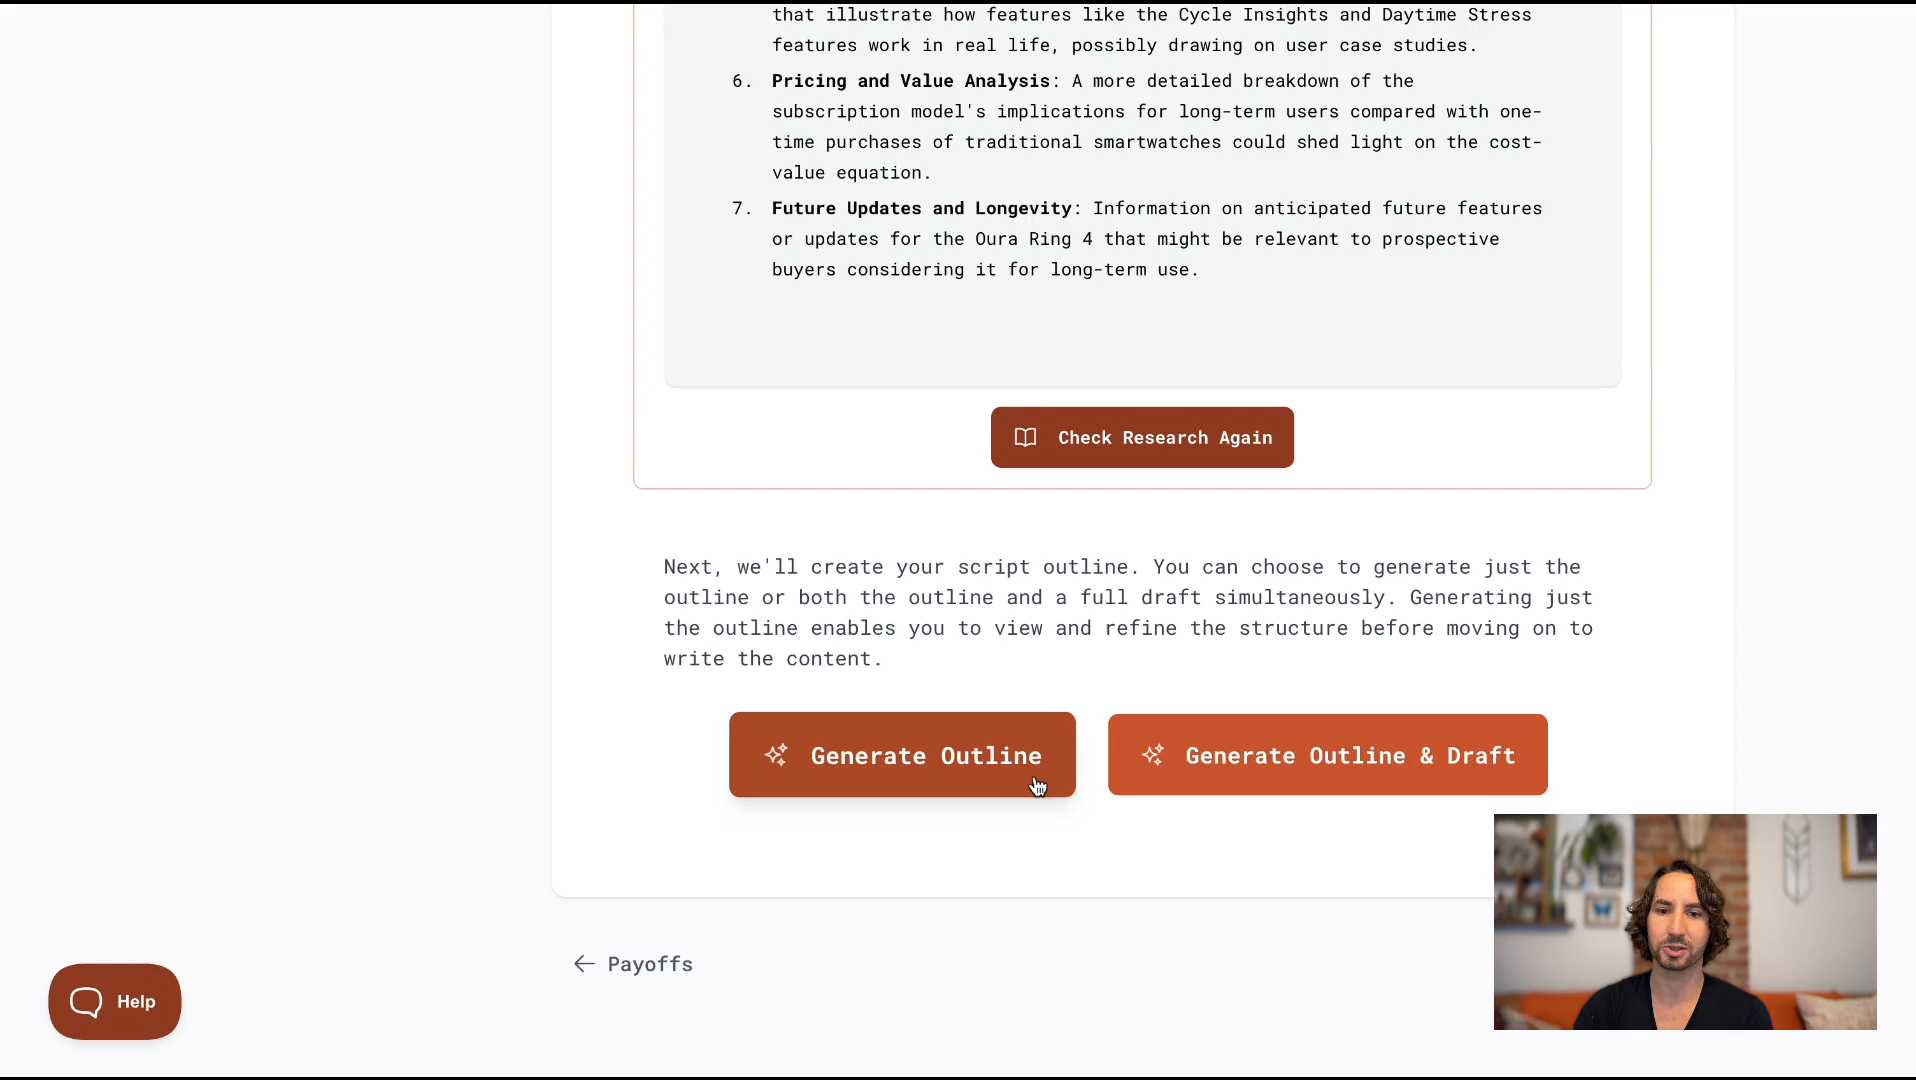 that illustrate how features like the Cycle Insights and Daytime Stress
features work in real life, possibly drawing on user case studies.
6. Pricing and Value Analysis: A more detailed breakdown of the
subscription model's implications for long-term users compared with one-
time purchases of traditional smartwatches could shed light on the cost-
value equation.
7. Future Updates and Longevity: Information on anticipated future features
or updates for the Oura Ring 4 that might be relevant to prospective
buyers considering it for long-term use.
Check Research Again
Next, we'll create your script outline. You can choose to generate just the
outline or both the outline and a full draft simultaneously. Generating just
the outline enables you to view and refine the structure before moving on to
write the content.
Generate Outline
Generate Outline & Draft
← Payoffs
Help